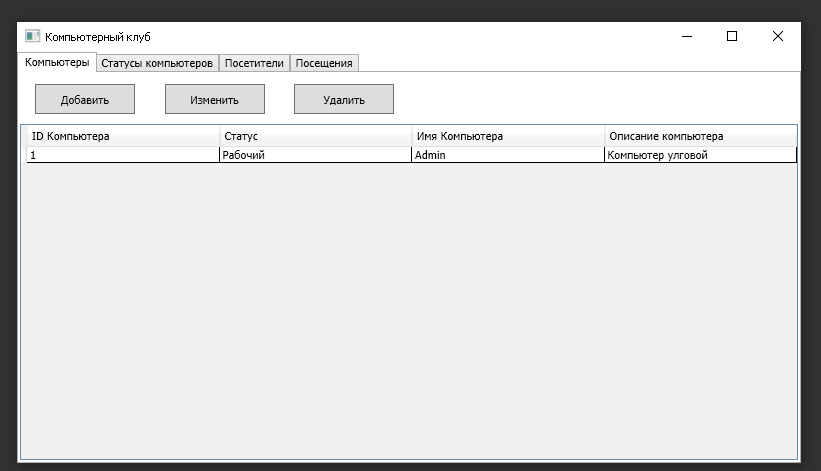 Компьютерный клуб
Компьютеры Статусы компьютеров Посетители Посещения
Добавить Изменить Удалить
ID Компьютера Статус Имя Компьютера Описание компьютера
1 Рабочий Admin Компьютер улговой